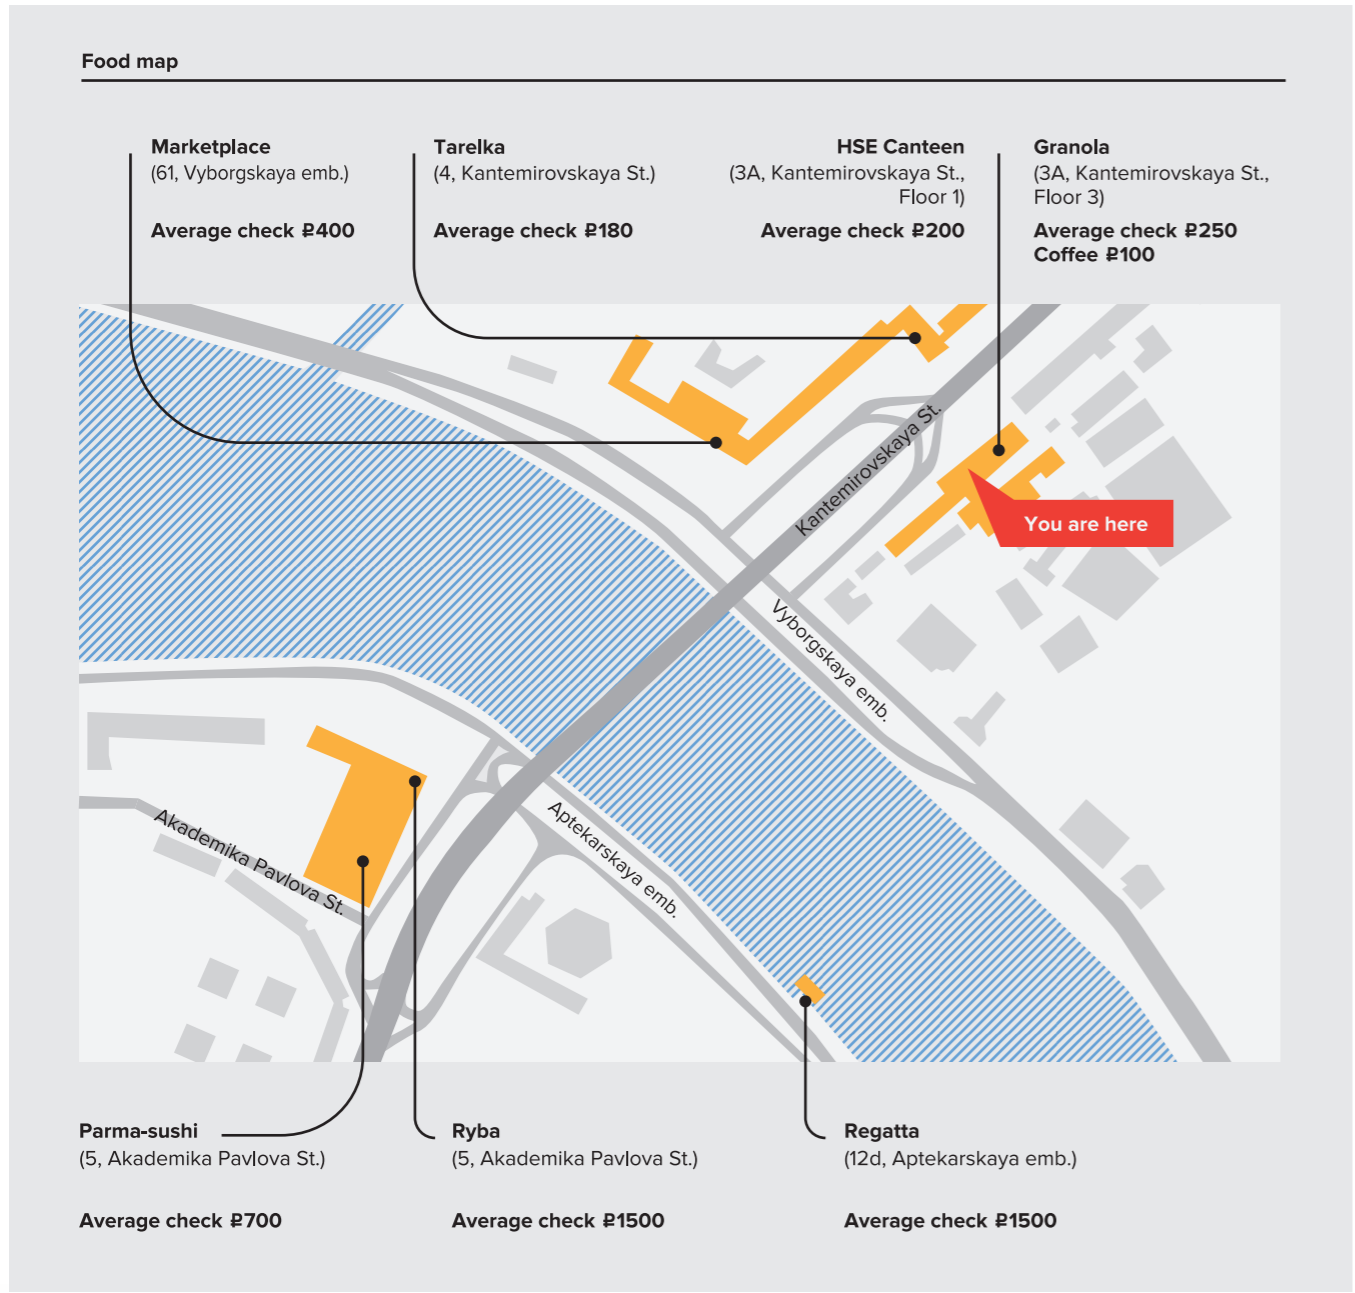 Food map
Marketplace
(61, Vyborgskaya emb.)
Average check ₽400
Tarelka
(4, Kantemirovskaya St.)
Average check ₽180
HSE Canteen
(3A, Kantemirovskaya St.,
Floor 1)
Average check ₽200
Granola
(3A, Kantemirovskaya St.,
Floor 3)
Average check ₽250
Coffee ₽100
Kantemirovskaya St.
You are here
Vyborgskaya emb.
Akademika Pavlova St.
Aptekarskaya emb.
Parma-sushi
(5, Akademika Pavlova St.)
Average check ₽700
Ryba
(5, Akademika Pavlova St.)
Average check ₽1500
Regatta
(12d, Aptekarskaya emb.)
Average check ₽1500